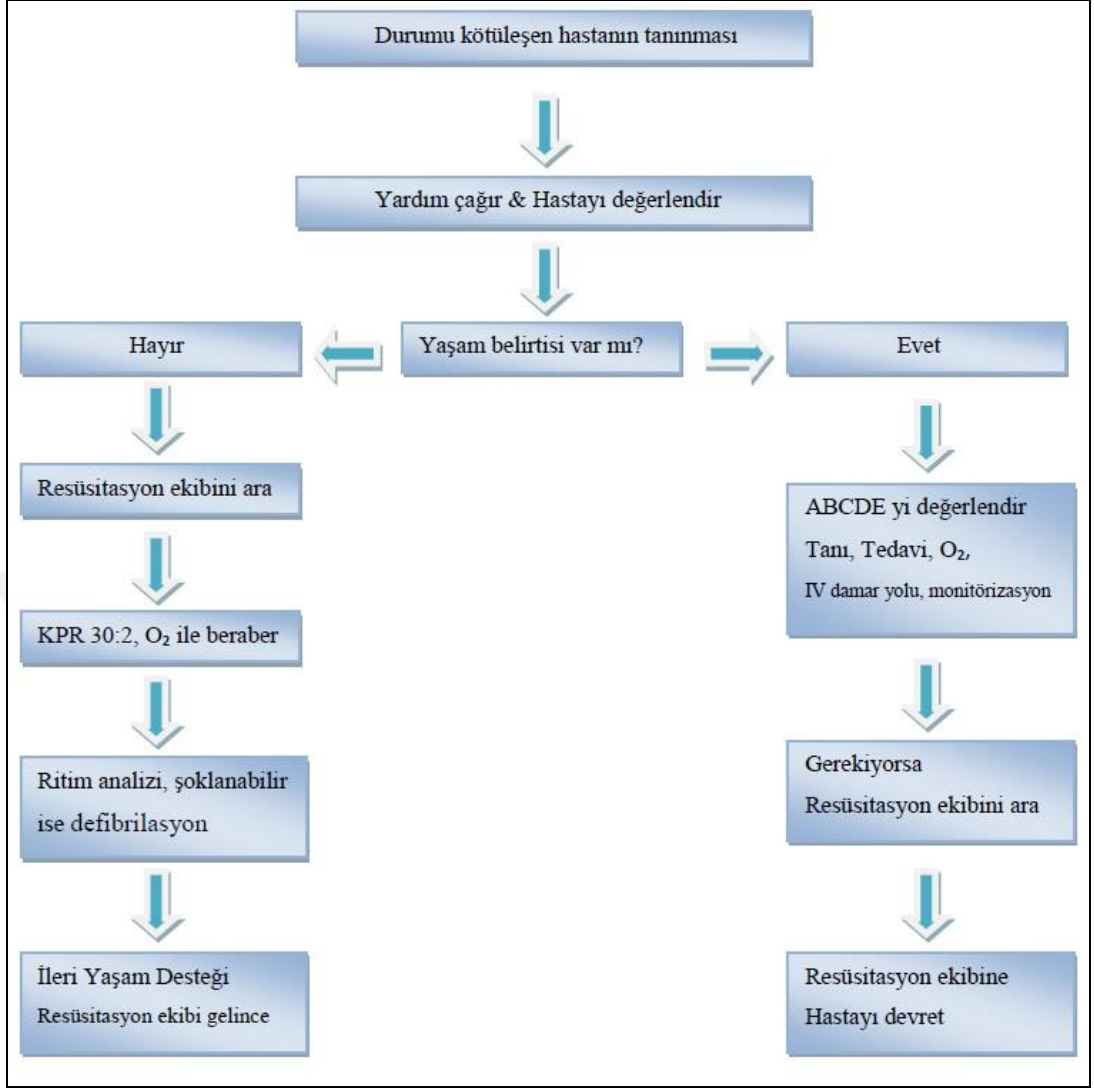 Durumu kötüleşen hastanın tanınması
Yardım çağır & Hastayı değerlendir
Hayır
Yaşam belirtisi var mı?
Evet
Resüsitasyon ekibini ara
KPR 30:2, O₂ ile beraber
Ritim analizi, şoklanabilir
ise defibrilasyon
İleri Yaşam Desteği
Resüsitasyon ekibi gelince
ABCDE yi değerlendir
Tanı, Tedavi, O₂,
IV damar yolu, monitörizasyon
Gerekiyorsa
Resüsitasyon ekibini ara
Resüsitasyon ekibine
Hastayı devret